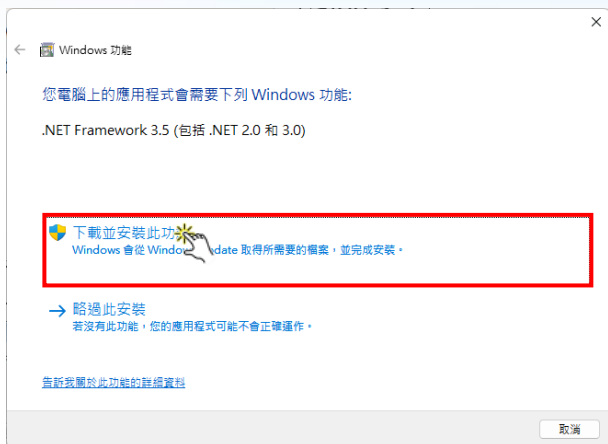 Windows 功能
您電腦上的應用程式會需要下列 Windows 功能:
.NET Framework 3.5 (包括 .NET 2.0 和 3.0)
下載並安裝此功
Windows 會從 Window date 取得所需要的檔案，並完成安裝。
略過此安裝
若沒有此功能，您的應用程式可能不會正確運作。
告訴我關於此功能的詳細資料
取消